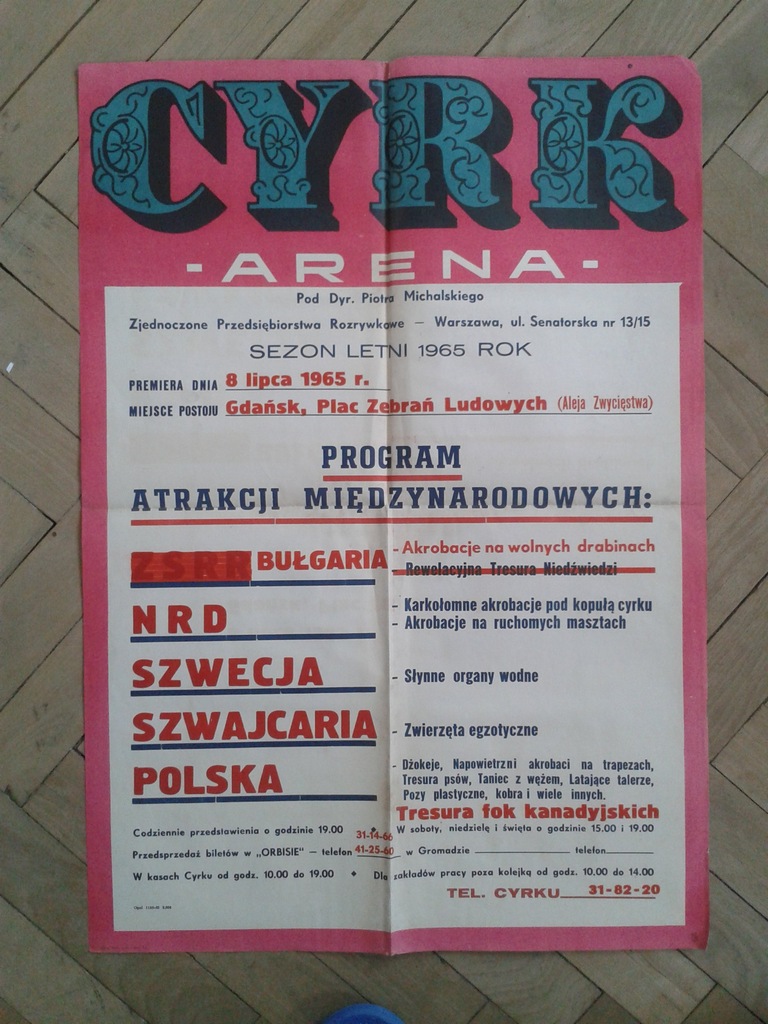 CYRK
- ARENA -
Pod Dyr. Piotra Michalskiego
Zjednoczone Przedsiębiorstwa Rozrywkowe — Warszawa, ul. Senatorska nr 13/15
SEZON LETNI 1965 ROK
PREMIERA DNIA 8 lipca 1965 r.
MIEJSCE POSTOJU Gdańsk, Plac Zebrań Ludowych (Aleja Zwycięstwa)
PROGRAM
ATRAKCJI MIĘDZYNARODOWYCH:
ZSRR BUŁGARIA - Akrobacje na wolnych drabinach
- Rewelacyjna Tresura Niedźwiedzi
NRD - Karkołomne akrobacje pod kopułą cyrku
- Akrobacje na ruchomych masztach
SZWECJA - Słynne organy wodne
SZWAJCARIA - Zwierzęta egzotyczne
POLSKA - Dżokeje, Napowietrzni akrobaci na trapezach,
Tresura psów, Taniec z wężem, Latające talerze,
Pozy plastyczne, kobra i wiele innych.
Tresura fok kanadyjskich
Codziennie przedstawienia o godzinie 19.00 ◆ W soboty, niedzielę i święta o godzinie 15.00 i 19.00
31-14-66
Przedsprzedaż biletów w „ORBISIE" — telefon 41-25-60 w Gromadzie telefon
W kasach Cyrku od godz. 10.00 do 19.00 ◆ Dla zakładów pracy poza kolejką od godz. 10.00 do 14.00
TEL. CYRKU 31-82-20